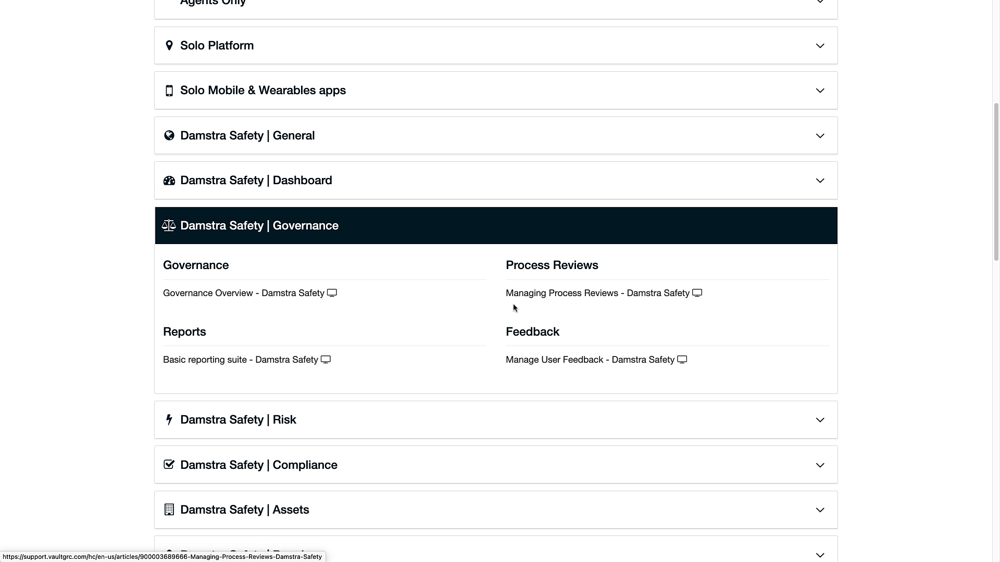 Agents Only
Solo Platform
Solo Mobile & Wearables apps
Damstra Safety | General
Damstra Safety | Dashboard
Damstra Safety | Governance
Governance
Governance Overview - Damstra Safety
Process Reviews
Managing Process Reviews - Damstra Safety
Reports
Basic reporting suite - Damstra Safety
Feedback
Manage User Feedback - Damstra Safety
Damstra Safety | Risk
Damstra Safety | Compliance
Damstra Safety | Assets
https://support.vaultgrc.com/hc/en-us/articles/900003689666-Managing-Process-Reviews-Damstra-Safety